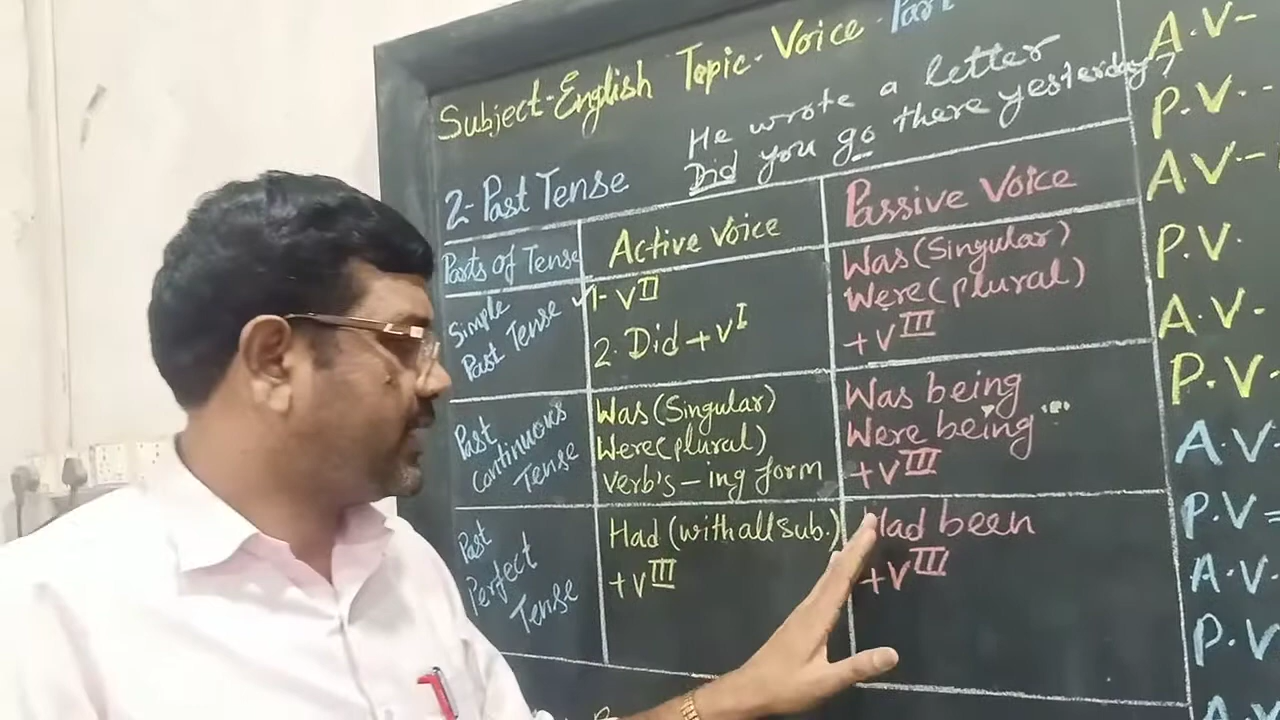 Subject-English Topic-Voice-Part
He wrote a letter
Did you go there yesterday?
2- Past Tense
Parts of Tense
Active Voice
Passive Voice
Simple
Past Tense
1- V II
2. Did + V I
Was (Singular)
Were (plural)
+V III
Past
Continuous
Tense
Was (Singular)
Were (plural)
Verb's - ing form
Was being
Were being
+V III
Past
Perfect
Tense
Had (with all sub.)
+V III
Had been
+V III
A.V-
P.V-
A.V-
P.V.
A.V-
P.V-
A.V-
P.V=
A.V-
P.V